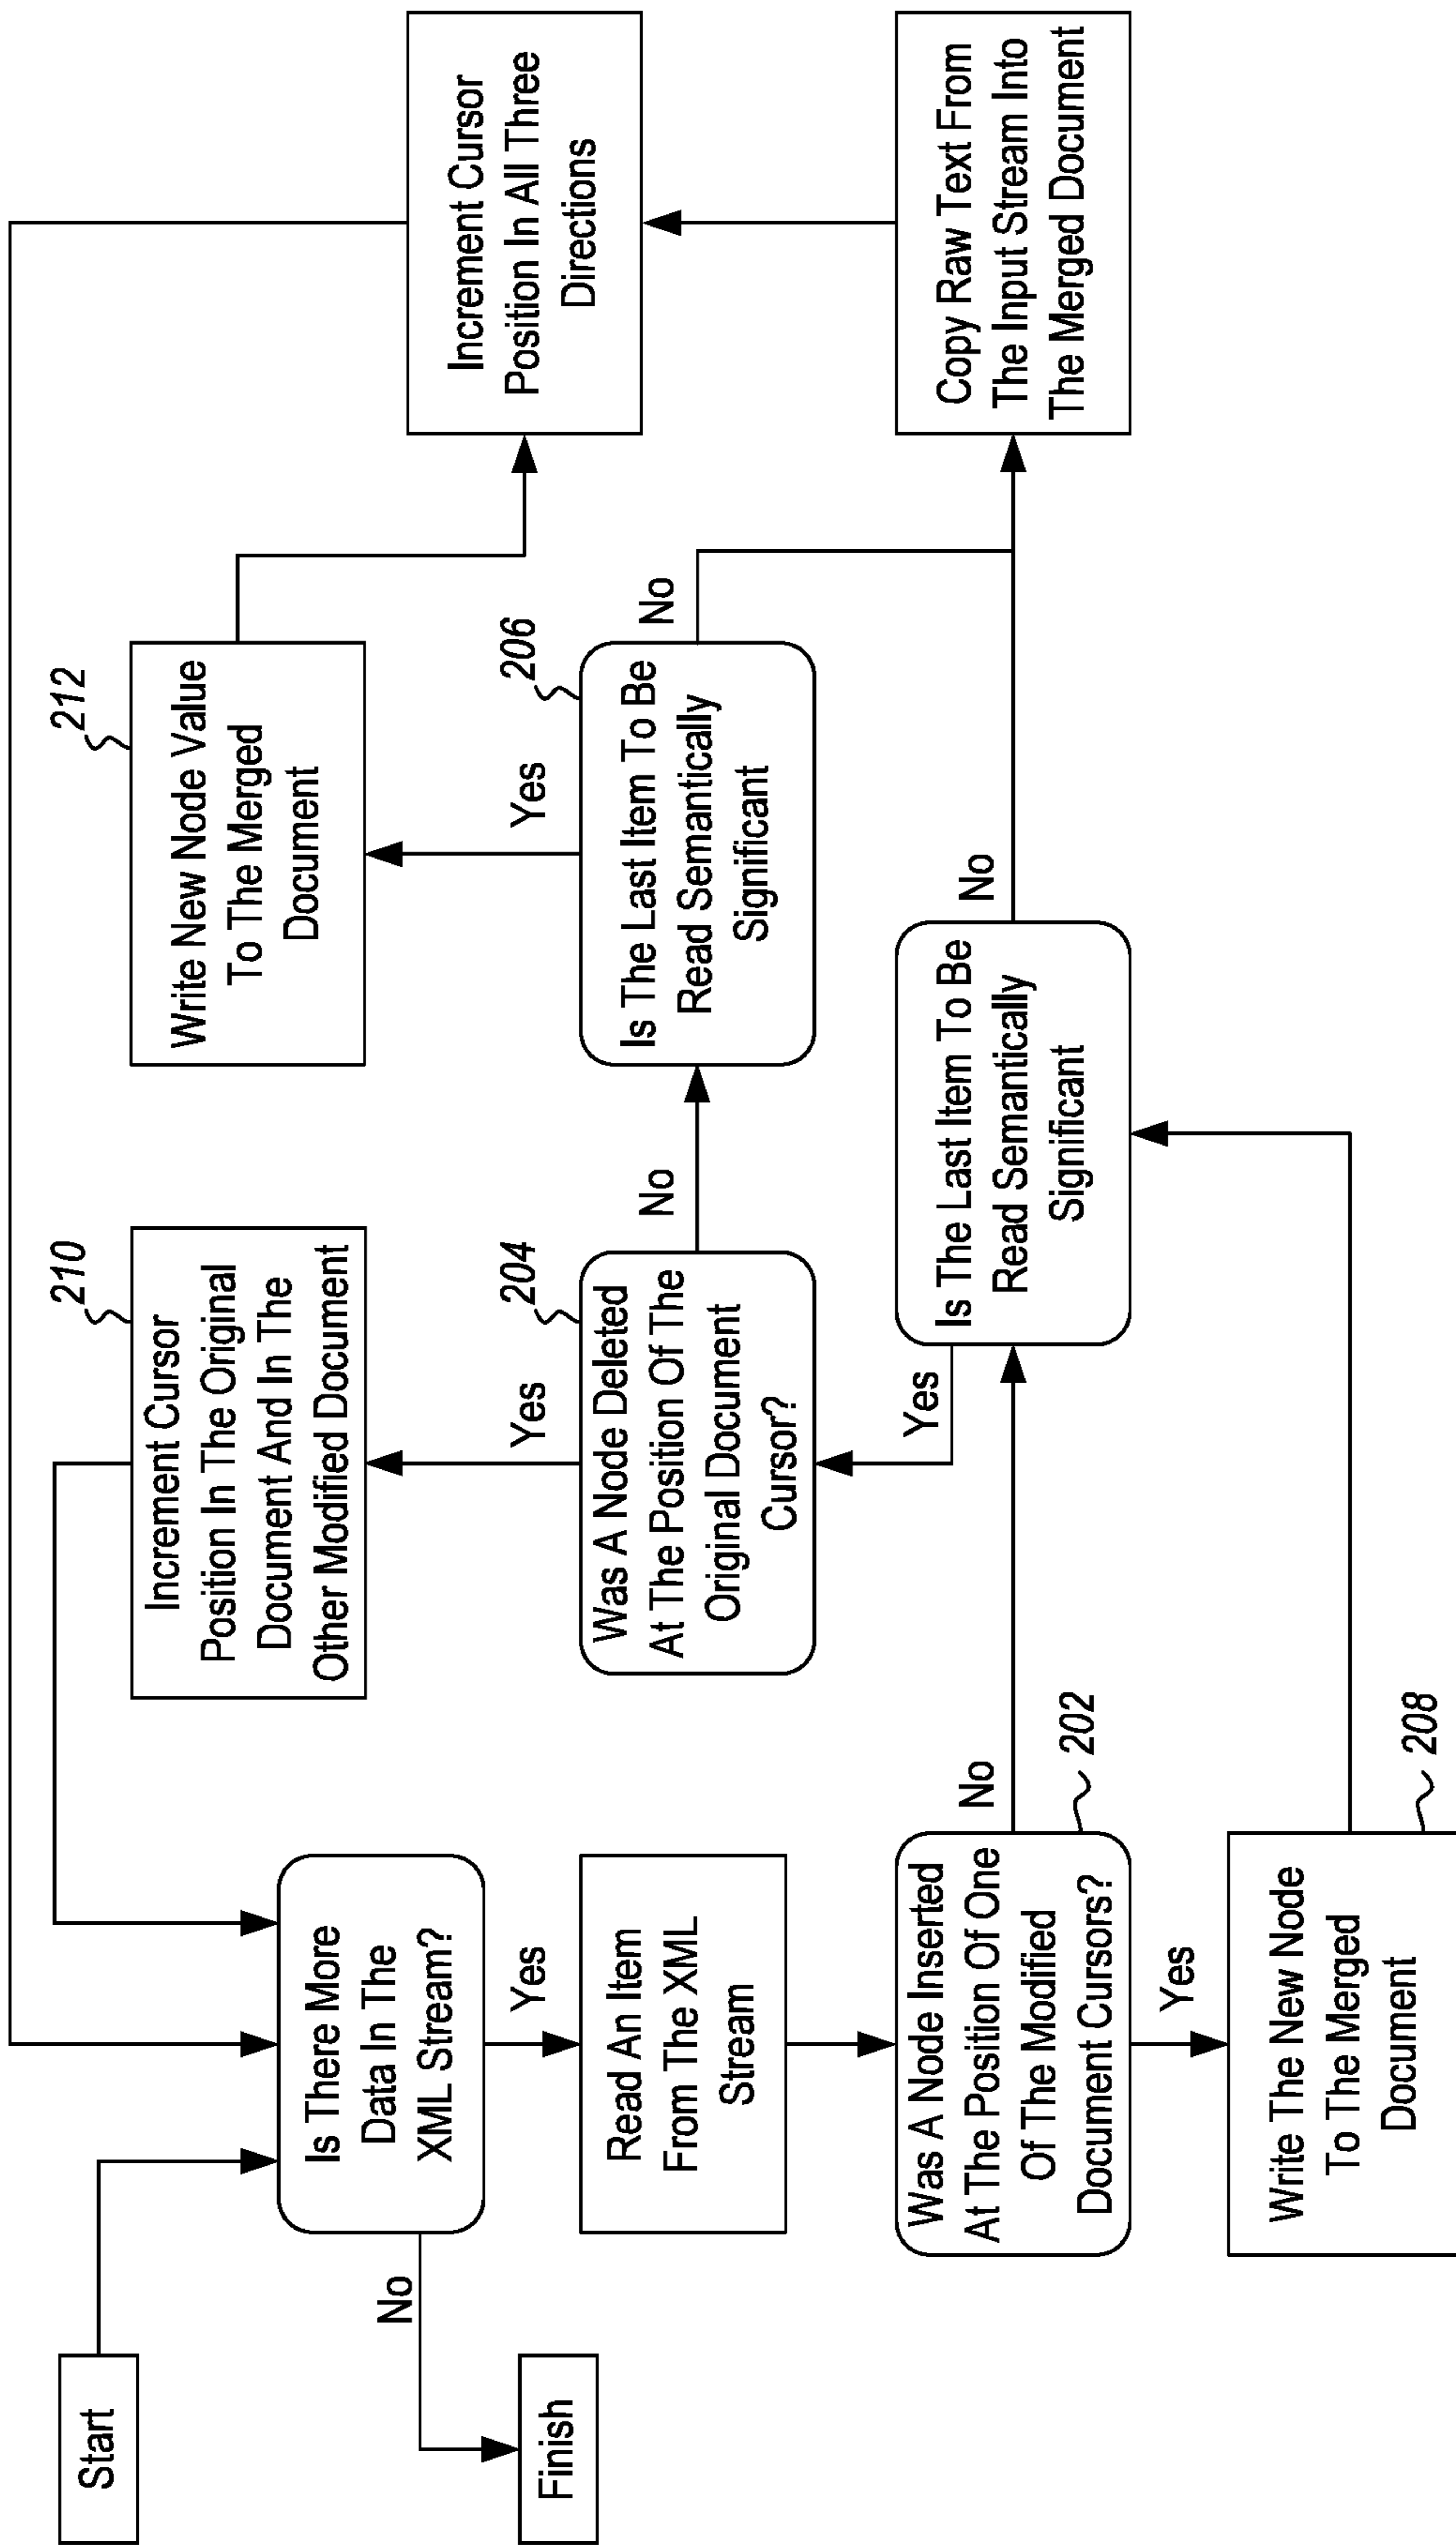 Start
Finish
Is There More
Data In The
XML Stream?
No
Yes
Read An Item
From The XML
Stream
Was A Node Inserted
At The Position Of One
Of The Modified
Document Cursors?
202
No
Yes
Write The New Node
To The Merged
Document
208
Increment Cursor
Position In The Original
Document And In The
Other Modified Document
210
Yes
Was A Node Deleted
At The Position Of The
Original Document
Cursor?
204
No
Yes
Is The Last Item To Be
Read Semantically
Significant
No
Write New Node Value
To The Merged
Document
212
Yes
Is The Last Item To Be
Read Semantically
Significant
206
No
Increment Cursor
Position In All Three
Directions
Copy Raw Text From
The Input Stream Into
The Merged Document